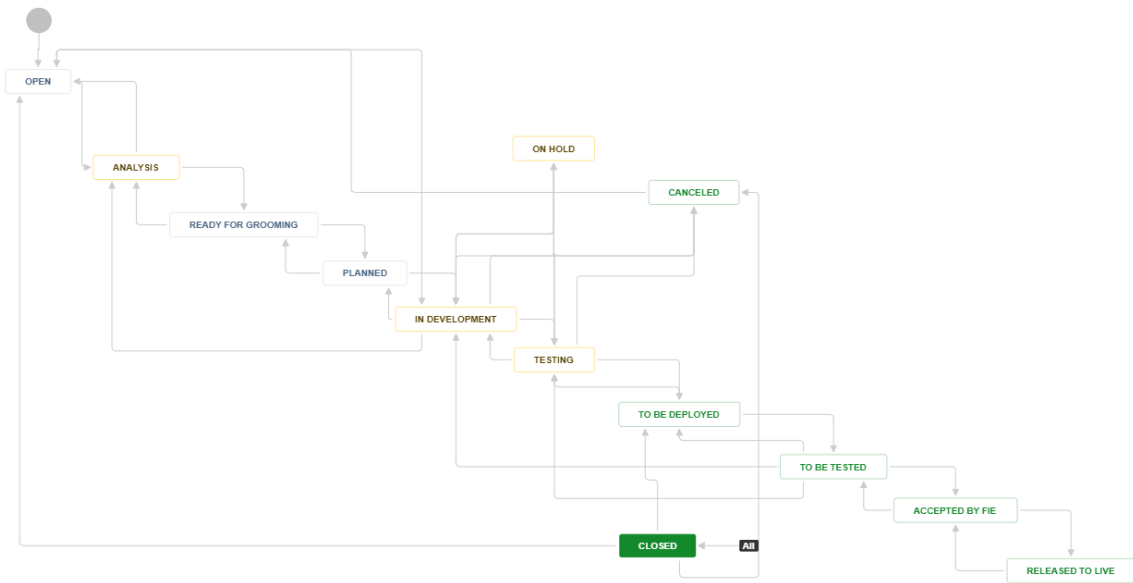 OPEN
ON HOLD
ANALYSIS
CANCELED
READY FOR GROOMING
PLANNED
IN DEVELOPMENT
TESTING
TO BE DEPLOYED
TO BE TESTED
ACCEPTED BY FIE
CLOSED
All
RELEASED TO LIVE